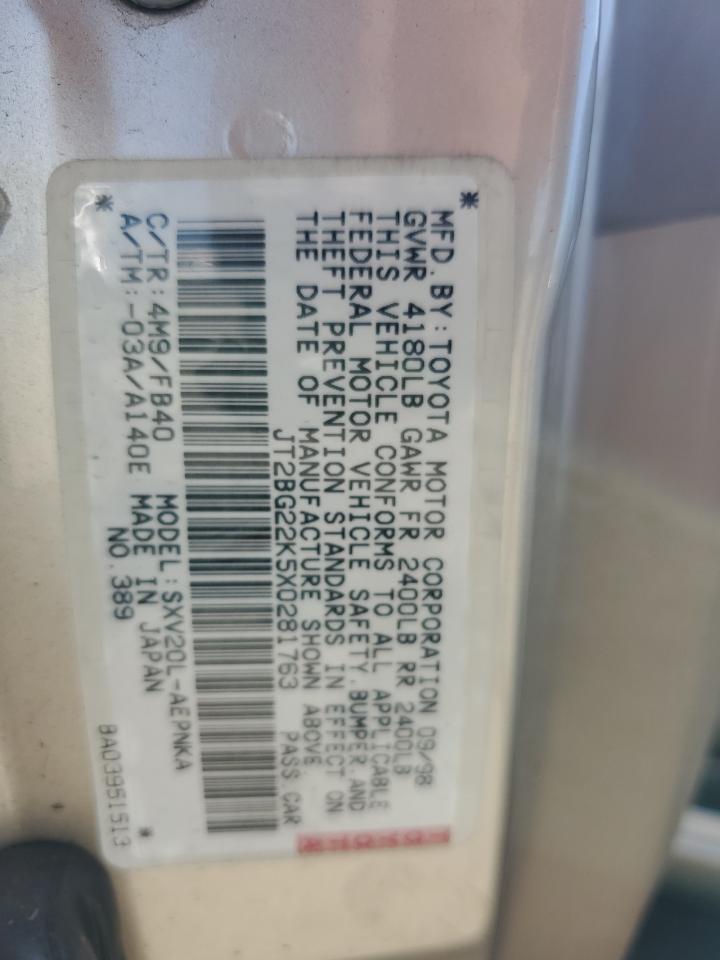 MFD.BY:TOYOTA MOTOR CORPORATION 09/98
GVWR 4180LB GAWR FR 2400LB RR 2400LB
THIS VEHICLE CONFORMS TO ALL APPLICABLE
FEDERAL MOTOR VEHICLE SAFETY.BUMPER.AND
THEFT PREVENTION STANDARDS IN EFFECT ON
THE DATE OF MANUFACTURE SHOWN ABOVE.
JT2BG22K5X0281763 PASS.CAR
C/TR:4M9/FB40 MODEL:SXV20L-AEPNKA
A/TM:-03A/A140E MADE IN JAPAN
NO.389
BA03951513